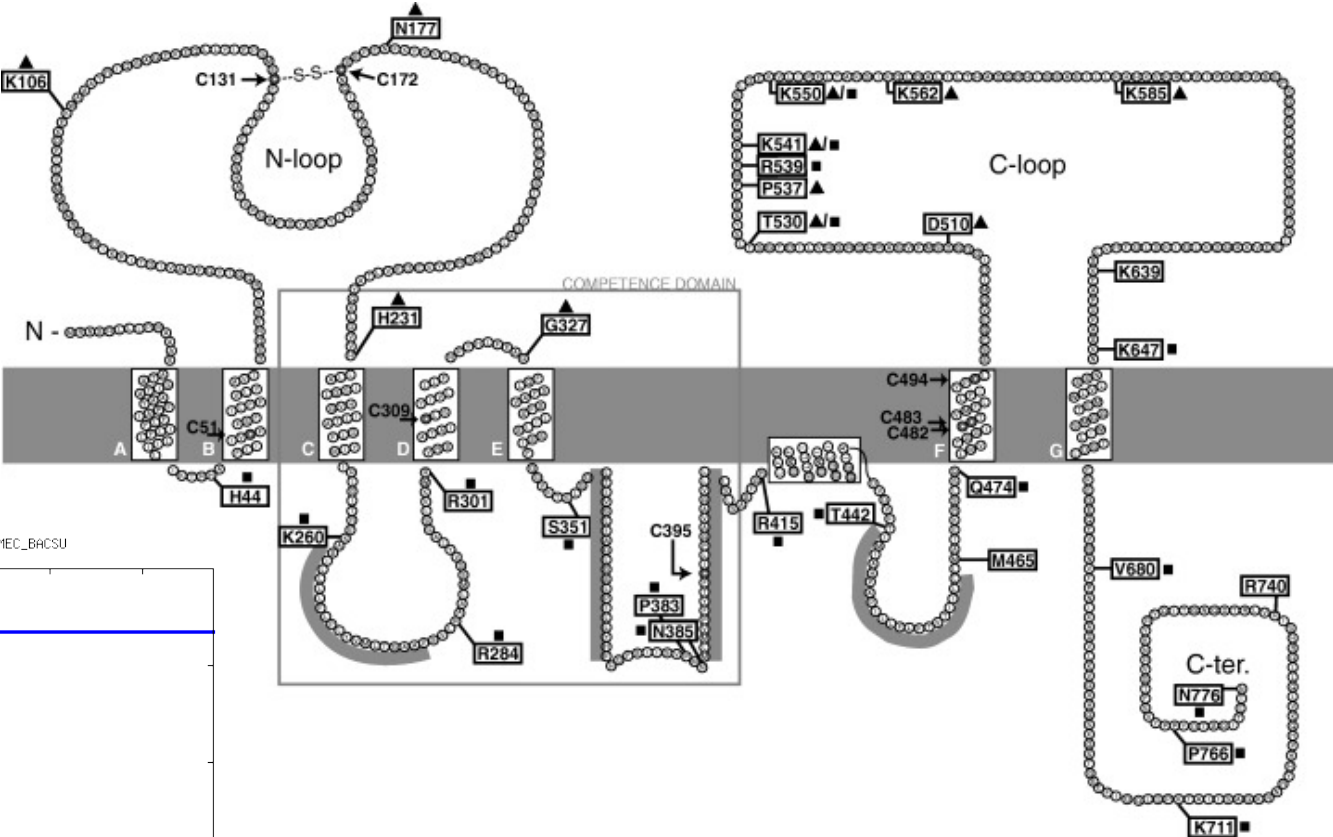 N177
K106
C131
S-S
C172
N-loop
K550 ▲/■
K562 ▲
K585 ▲
K541 ▲/■
R539 ■
P537 ▲
C-loop
T530 ▲/■
D510 ▲
K639
K647 ■
COMPETENCE DOMAIN
H231
G327
N -
A
B
C
D
E
F
G
C51
C309
C494
C483
C482
H44
R301
K260
S351
R415
T442
Q474 ■
C395
M465
V680 ■
P383
N385
R284
R740
C-ter.
N776
P766 ■
K711 ■
MEC_BACSU